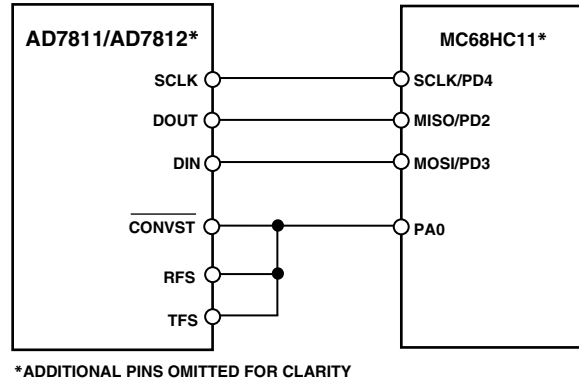 AD7811/AD7812*
MC68HC11*
SCLK
SCLK/PD4
DOUT
MISO/PD2
DIN
MOSI/PD3
CONVST
PA0
RFS
TFS
*ADDITIONAL PINS OMITTED FOR CLARITY